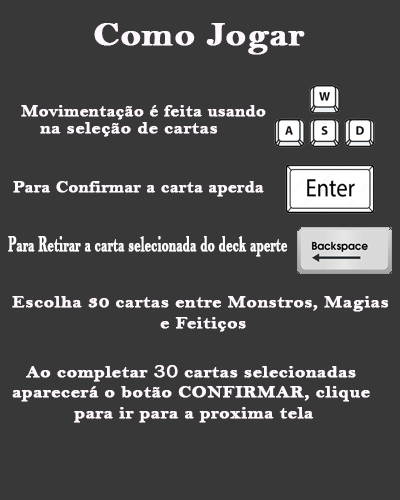 Como Jogar
Movimentação é feita usando
na seleção de cartas
W
A S D
Para Confirmar a carta aperda
Enter
Para Retirar a carta selecionada do deck aperte
Backspace
Escolha 30 cartas entre Monstros, Magias
e Feitiços
Ao completar 30 cartas selecionadas
aparecerá o botão CONFIRMAR, clique
para ir para a proxima tela